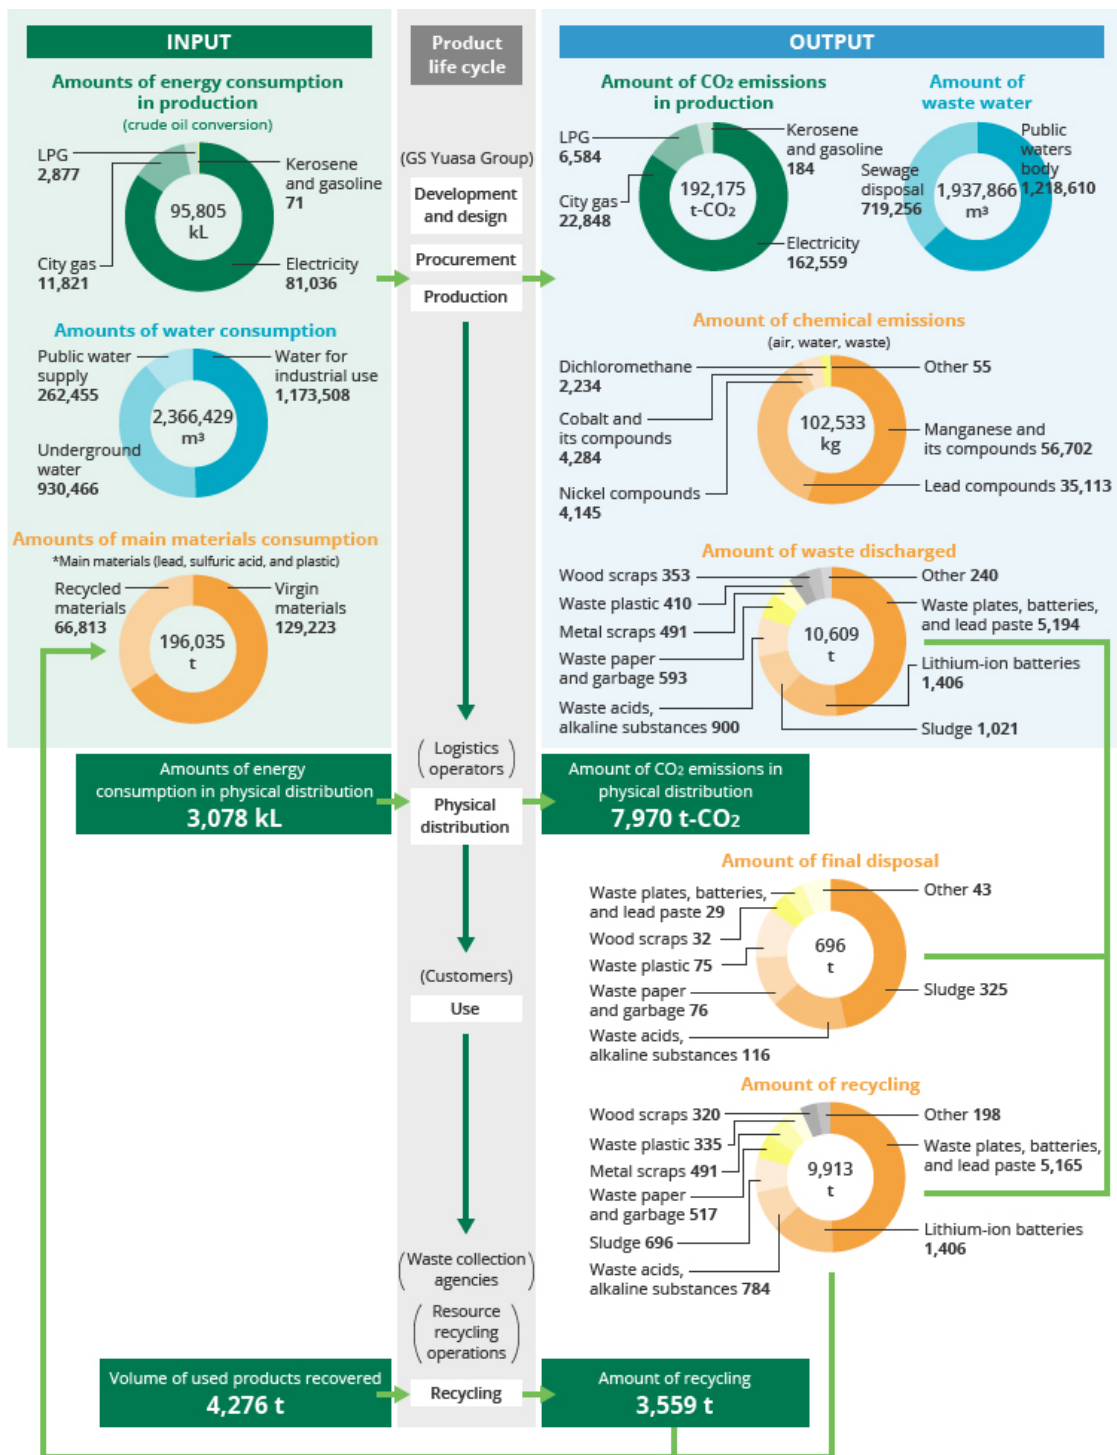 INPUT
Amounts of energy consumption
in production
(crude oil conversion)
LPG
2,877
Kerosene
and gasoline
71
95,805
kL
City gas
11,821
Electricity
81,036
Amounts of water consumption
Public water
supply
262,455
Water for
industrial use
1,173,508
2,366,429
m³
Underground
water
930,466
Amounts of main materials consumption
*Main materials (lead, sulfuric acid, and plastic)
Recycled
materials
66,813
Virgin
materials
129,223
196,035
t
Product
life cycle
(GS Yuasa Group)
Development
and design
Procurement
Production
OUTPUT
Amount of CO₂ emissions
in production
LPG
6,584
Kerosene
and gasoline
184
192,175
t-CO₂
City gas
22,848
Electricity
162,559
Amount of
waste water
Public
waters
body
1,218,610
Sewage
disposal
719,256
1,937,866
m³
Amount of chemical emissions
(air, water, waste)
Dichloromethane
2,234
Other 55
Cobalt and
its compounds
4,284
102,533
kg
Manganese and
its compounds 56,702
Nickel compounds
4,145
Lead compounds 35,113
Amount of waste discharged
Wood scraps 353
Other 240
Waste plastic 410
Waste plates, batteries,
and lead paste 5,194
Metal scraps 491
10,609
t
Waste paper
and garbage 593
Lithium-ion batteries
1,406
Waste acids,
alkaline substances 900
Sludge 1,021
(Logistics
operators)
Amounts of energy
consumption in physical distribution
3,078 kL
Physical
distribution
Amount of CO₂ emissions in
physical distribution
7,970 t-CO₂
Amount of final disposal
Waste plates, batteries,
and lead paste 29
Other 43
Wood scraps 32
696
t
Waste plastic 75
Waste paper
and garbage 76
Sludge 325
Waste acids,
alkaline substances 116
(Customers)
Use
Amount of recycling
Wood scraps 320
Other 198
Waste plastic 335
Waste plates, batteries,
and lead paste 5,165
Metal scraps 491
9,913
t
Waste paper
and garbage 517
Sludge 696
Lithium-ion batteries
1,406
Waste acids,
alkaline substances 784
(Waste collection
agencies)
(Resource
recycling
operations)
Volume of used products recovered
4,276 t
Recycling
Amount of recycling
3,559 t